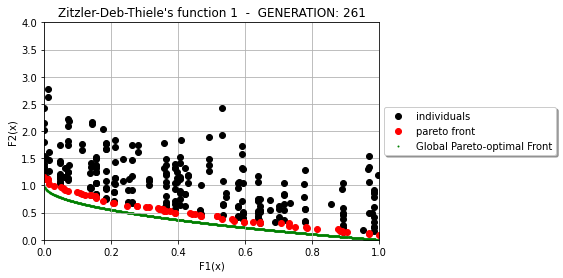 Zitzler-Deb-Thiele's function 1 - GENERATION: 261
4.0
3.5
3.0
2.5
2.0
1.5
1.0
0.5
0.0
F2(x)
0.0 0.2 0.4 0.6 0.8 1.0
F1(x)
individuals
pareto front
Global Pareto-optimal Front